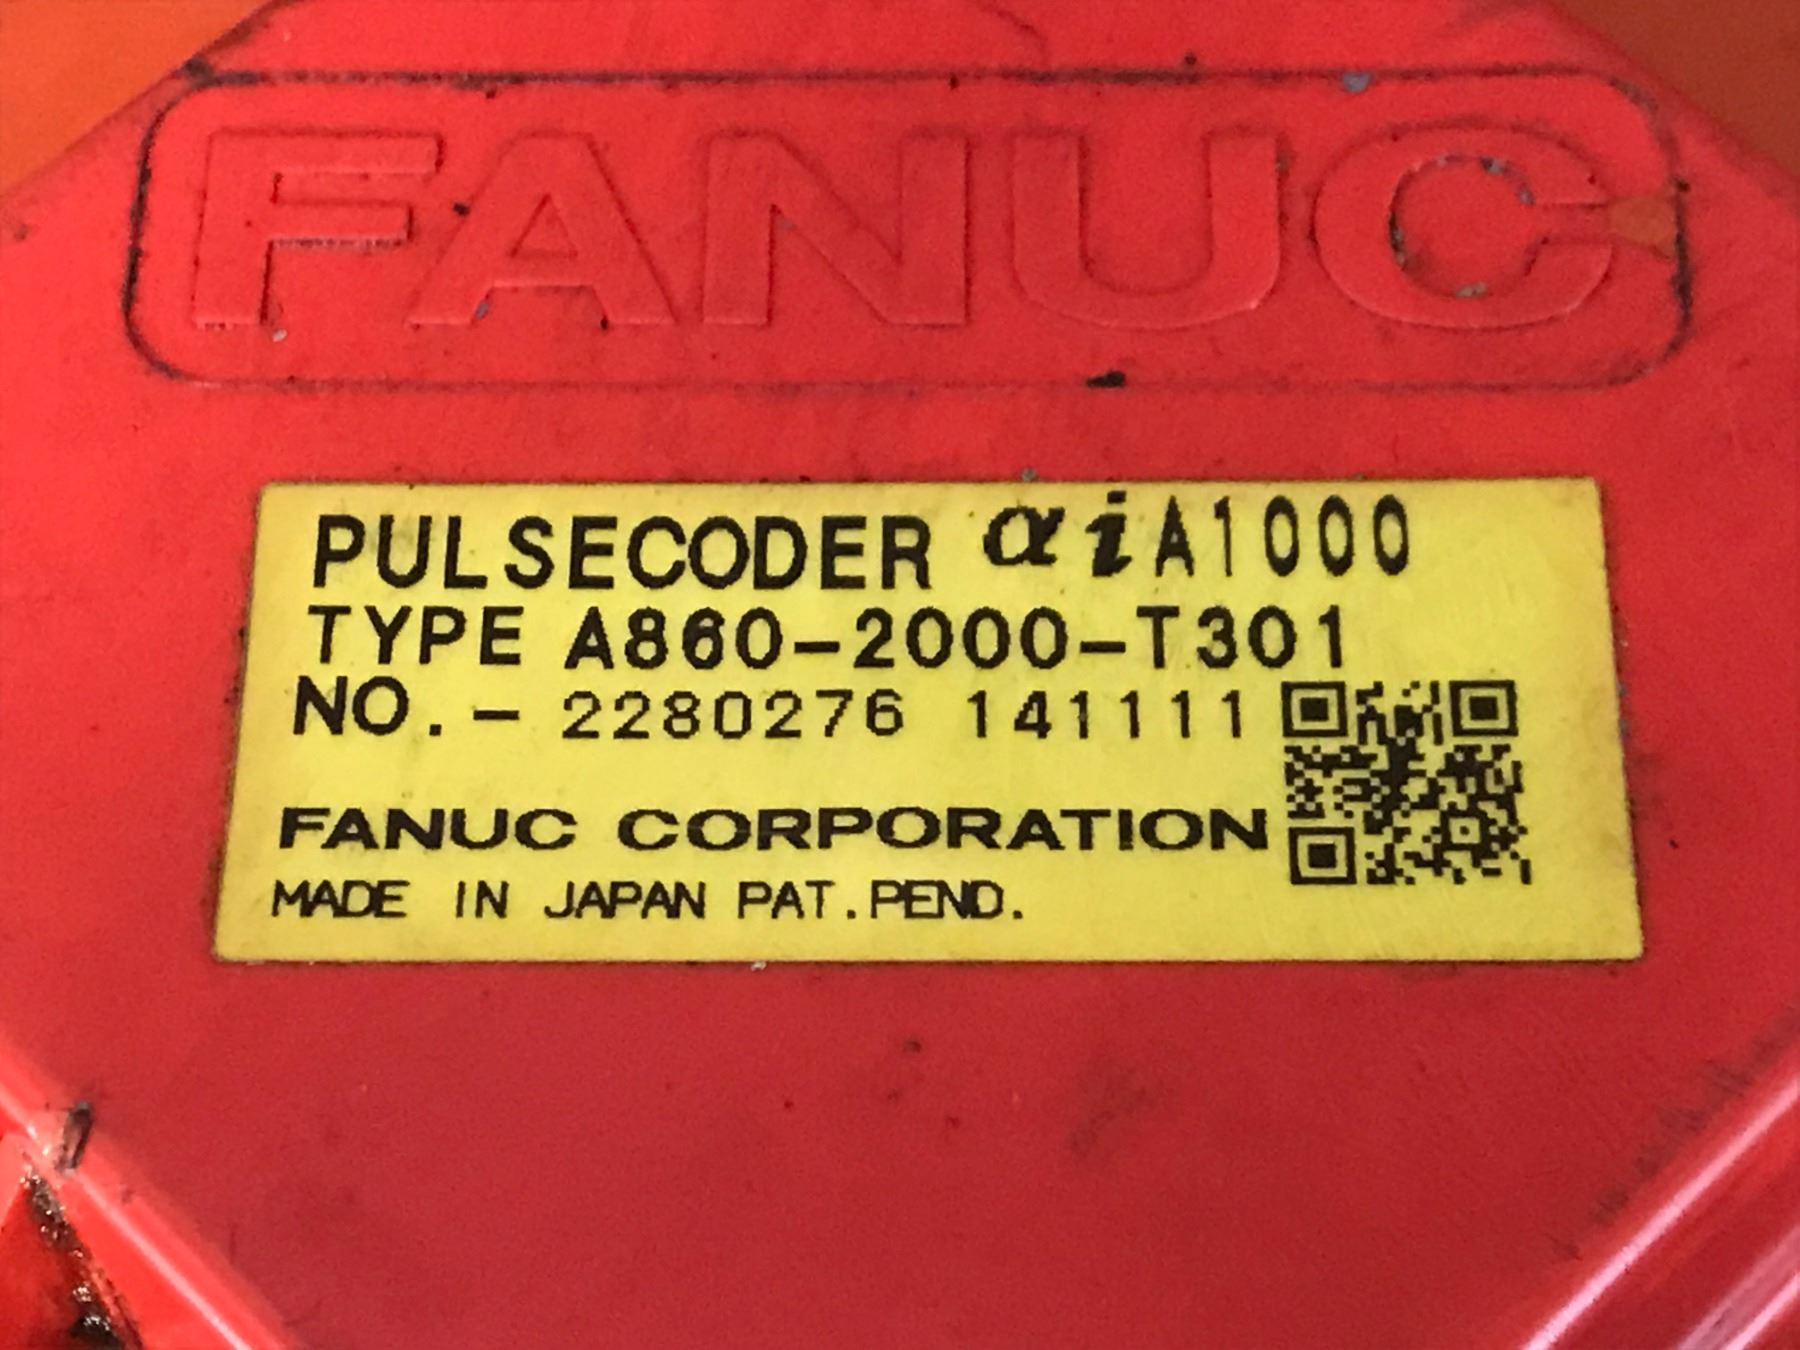 FANUC
PULSECODER αiA1000
TYPE A860-2000-T301
NO.- 2280276 141111
FANUC CORPORATION
MADE IN JAPAN PAT.PEND.